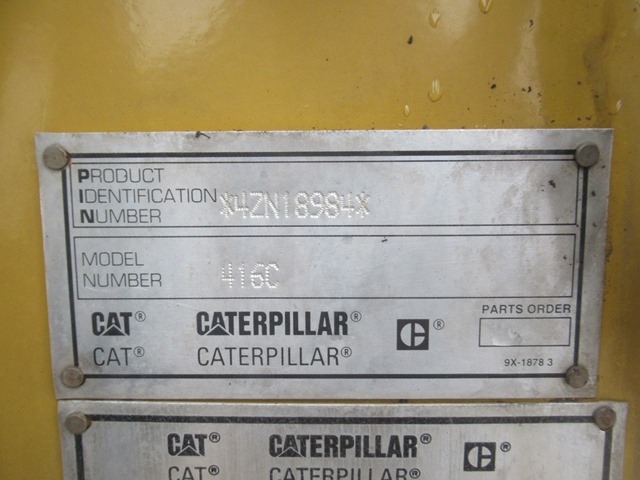 PRODUCT
IDENTIFICATION
NUMBER
*4ZN18984*
MODEL
NUMBER
416C
PARTS ORDER
CAT® CATERPILLAR® C®
CAT® CATERPILLAR®
9X-1878 3
CAT® CATERPILLAR® C®
CAT® CATERPILLAR®